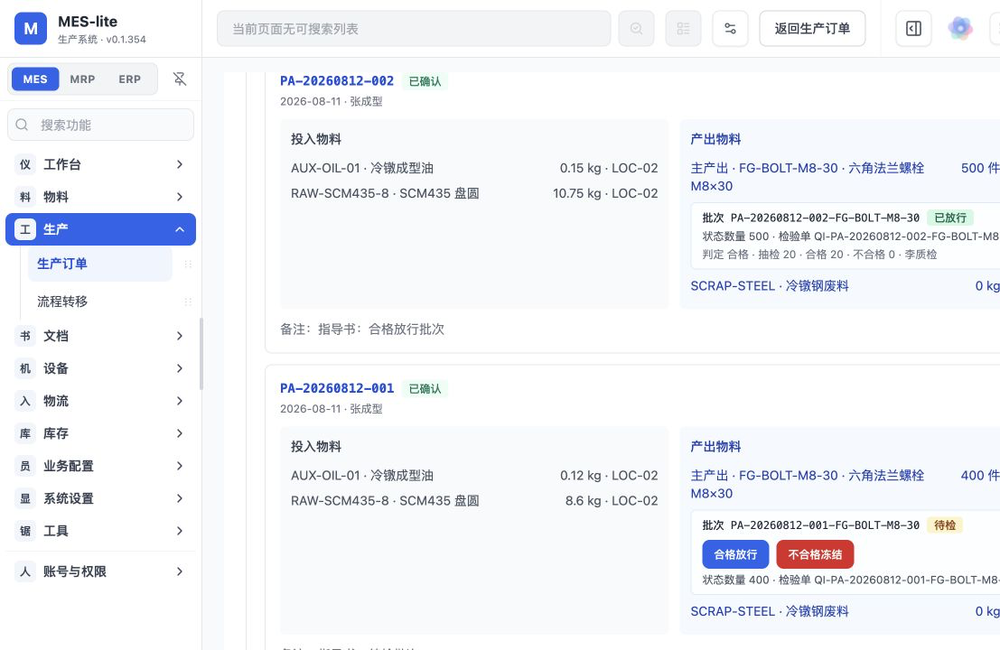 M
MES-lite
生产系统 · v0.1.354
当前页面无可搜索列表
返回生产订单
MES
MRP
ERP
搜索功能
仪 工作台
料 物料
工 生产
生产订单
流程转移
书 文档
机 设备
入 物流
库 库存
员 业务配置
显 系统设置
锯 工具
人 账号与权限
PA-20260812-002 已确认
2026-08-11 · 张成型
投入物料
AUX-OIL-01 · 冷镦成型油 0.15 kg · LOC-02
RAW-SCM435-8 · SCM435 盘圆 10.75 kg · LOC-02
产出物料
主产出 · FG-BOLT-M8-30 · 六角法兰螺栓 500 件
M8×30
批次 PA-20260812-002-FG-BOLT-M8-30 已放行
状态数量 500 · 检验单 QI-PA-20260812-002-FG-BOLT-M8
判定 合格 · 抽检 20 · 合格 20 · 不合格 0 · 李质检
SCRAP-STEEL · 冷镦钢废料 0 kg
备注：指导书：合格放行批次
PA-20260812-001 已确认
2026-08-11 · 张成型
投入物料
AUX-OIL-01 · 冷镦成型油 0.12 kg · LOC-02
RAW-SCM435-8 · SCM435 盘圆 8.6 kg · LOC-02
产出物料
主产出 · FG-BOLT-M8-30 · 六角法兰螺栓 400 件
M8×30
批次 PA-20260812-001-FG-BOLT-M8-30 待检
合格放行
不合格冻结
状态数量 400 · 检验单 QI-PA-20260812-001-FG-BOLT-M8-
SCRAP-STEEL · 冷镦钢废料 0 kg